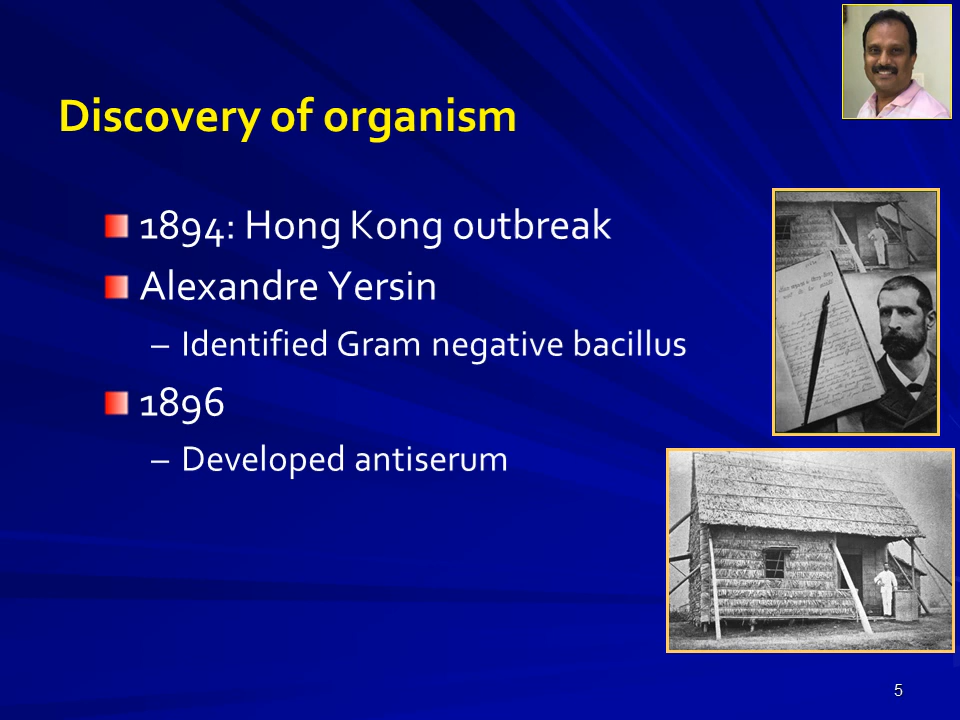 Discovery of organism
1894: Hong Kong outbreak
Alexandre Yersin
– Identified Gram negative bacillus
1896
– Developed antiserum
5